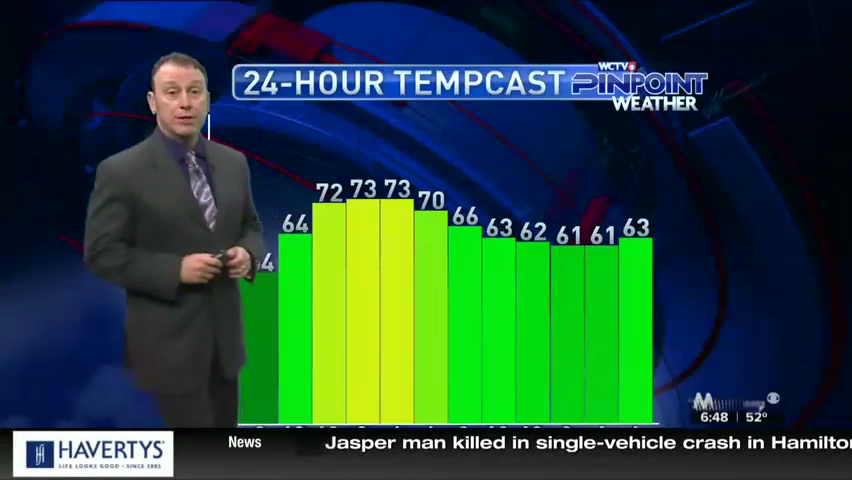 24-HOUR TEMPCAST
WCTV
PINPOINT
WEATHER
64 72 73 73 70 66 63 62 61 61 63
6:48 52°
HAVERTYS
LIFE LOOKS GOOD • SINCE 1885
News Jasper man killed in single-vehicle crash in Hamilto